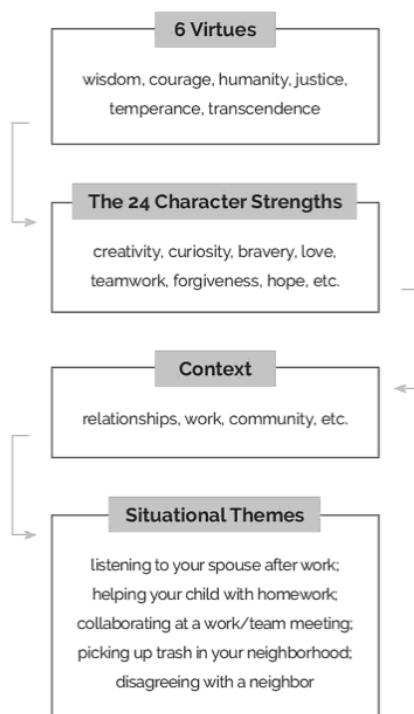 6 Virtues
wisdom, courage, humanity, justice,
temperance, transcendence
The 24 Character Strengths
creativity, curiosity, bravery, love,
teamwork, forgiveness, hope, etc.
Context
relationships, work, community, etc.
Situational Themes
listening to your spouse after work;
helping your child with homework;
collaborating at a work/team meeting;
picking up trash in your neighborhood;
disagreeing with a neighbor